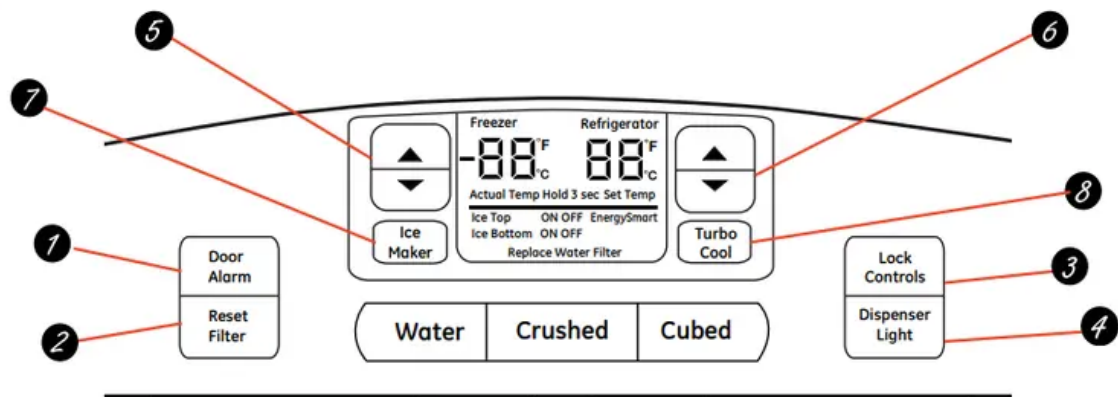 5
6
7
Freezer Refrigerator
-88 °F 88 °F
°C °C
Actual Temp Hold 3 sec Set Temp
Ice Top ON OFF EnergySmart
Ice Bottom ON OFF
Replace Water Filter
Ice
Maker
Turbo
Cool
8
1
Door
Alarm
Reset
Filter
2
Water Crushed Cubed
Lock
Controls
3
Dispenser
Light
4